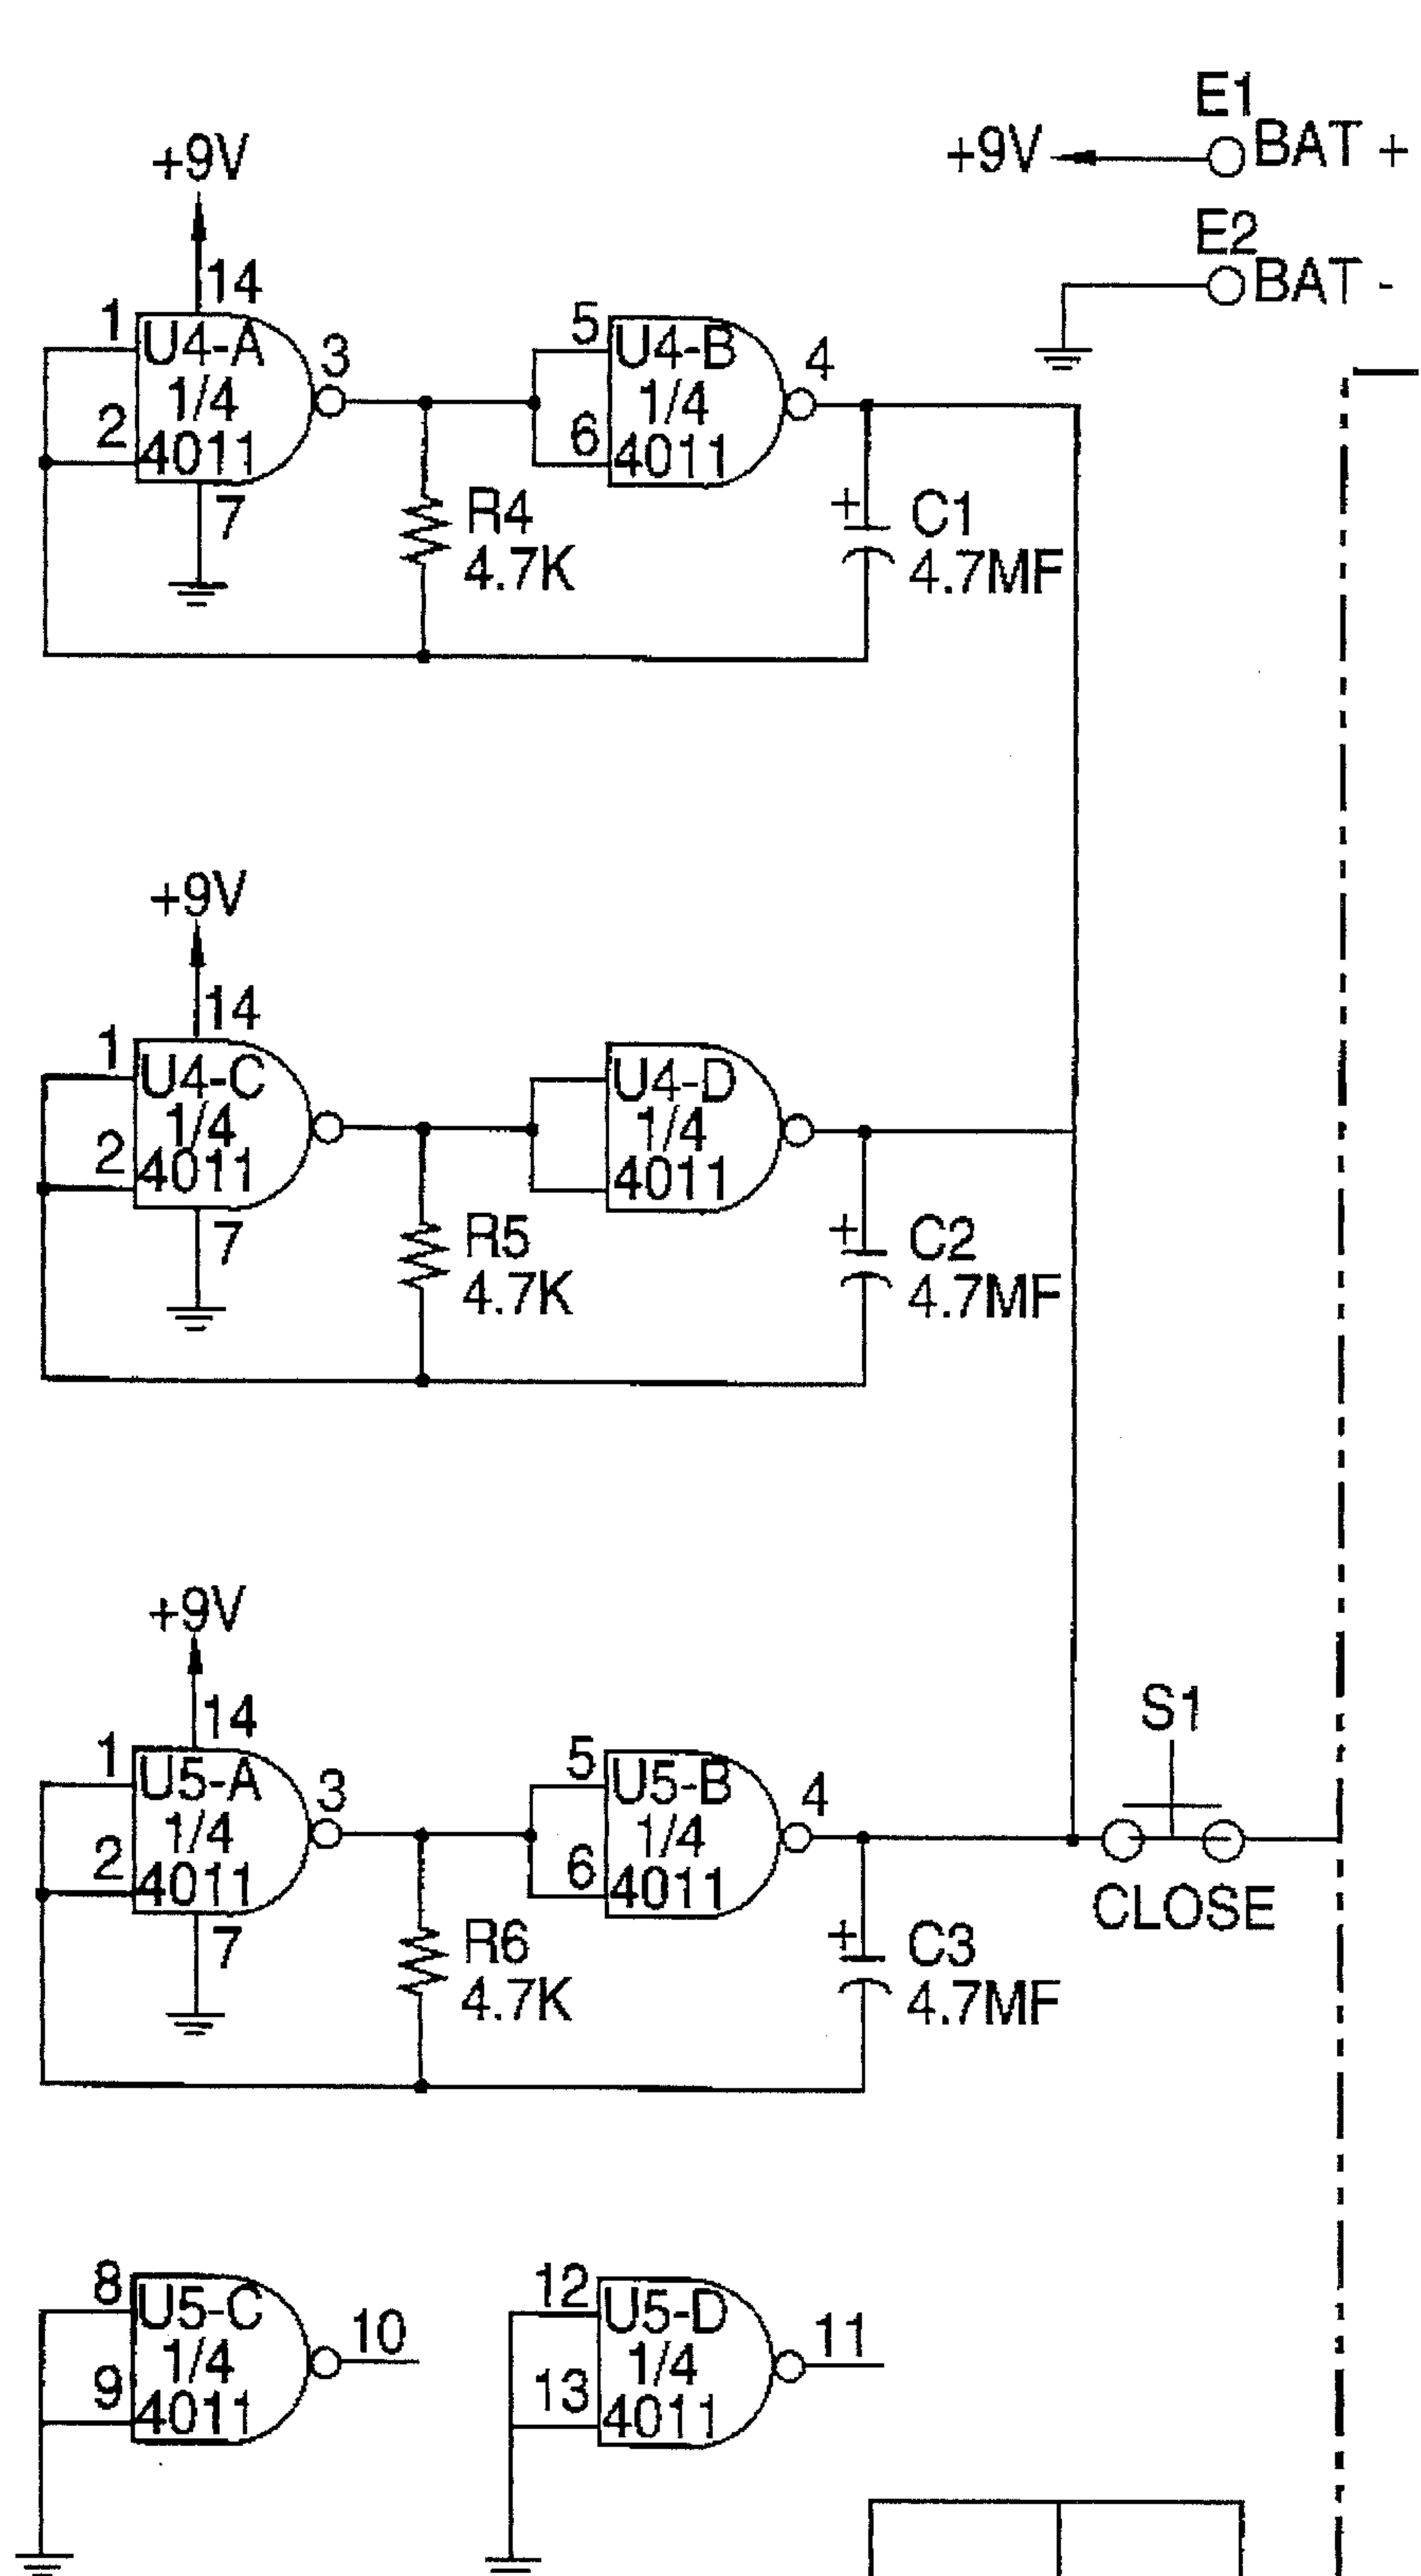 E1
+9V
BAT +
E2
BAT -
+9V
14
1
U4-A
1/4
4011
2
3
7
5
U4-B
1/4
4011
6
4
R4
4.7K
+
C1
4.7MF
+9V
14
1
U4-C
1/4
4011
2
7
U4-D
1/4
4011
R5
4.7K
+
C2
4.7MF
+9V
14
1
U5-A
1/4
4011
2
3
7
5
U5-B
1/4
4011
6
4
R6
4.7K
+
C3
4.7MF
S1
CLOSE
8
U5-C
1/4
4011
9
10
12
U5-D
1/4
4011
13
11